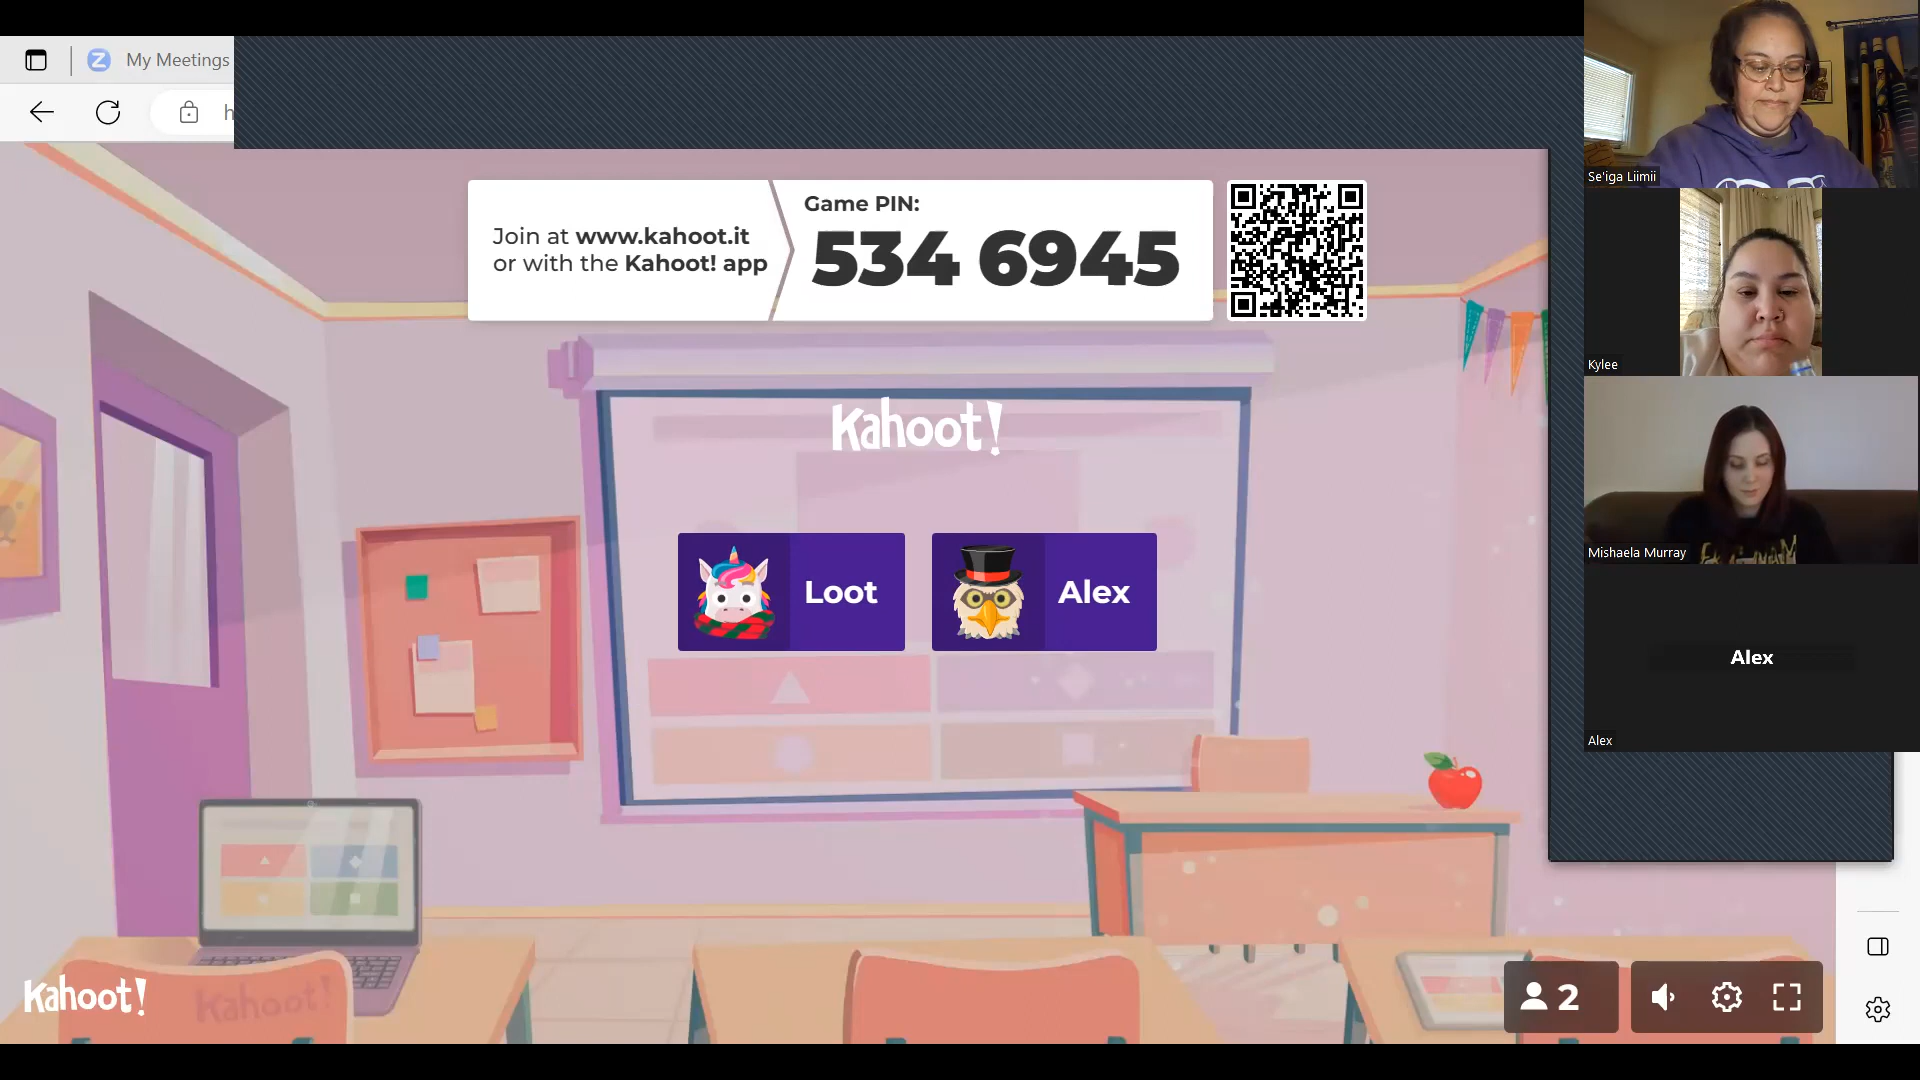 My Meetings
h
Join at www.kahoot.it
or with the Kahoot! app
Game PIN:
534 6945
Kahoot!
Loot
Alex
Kahoot!
Kahoot!
2
Se'iga Liimii
Kylee
Mishaela Murray
Alex
Alex